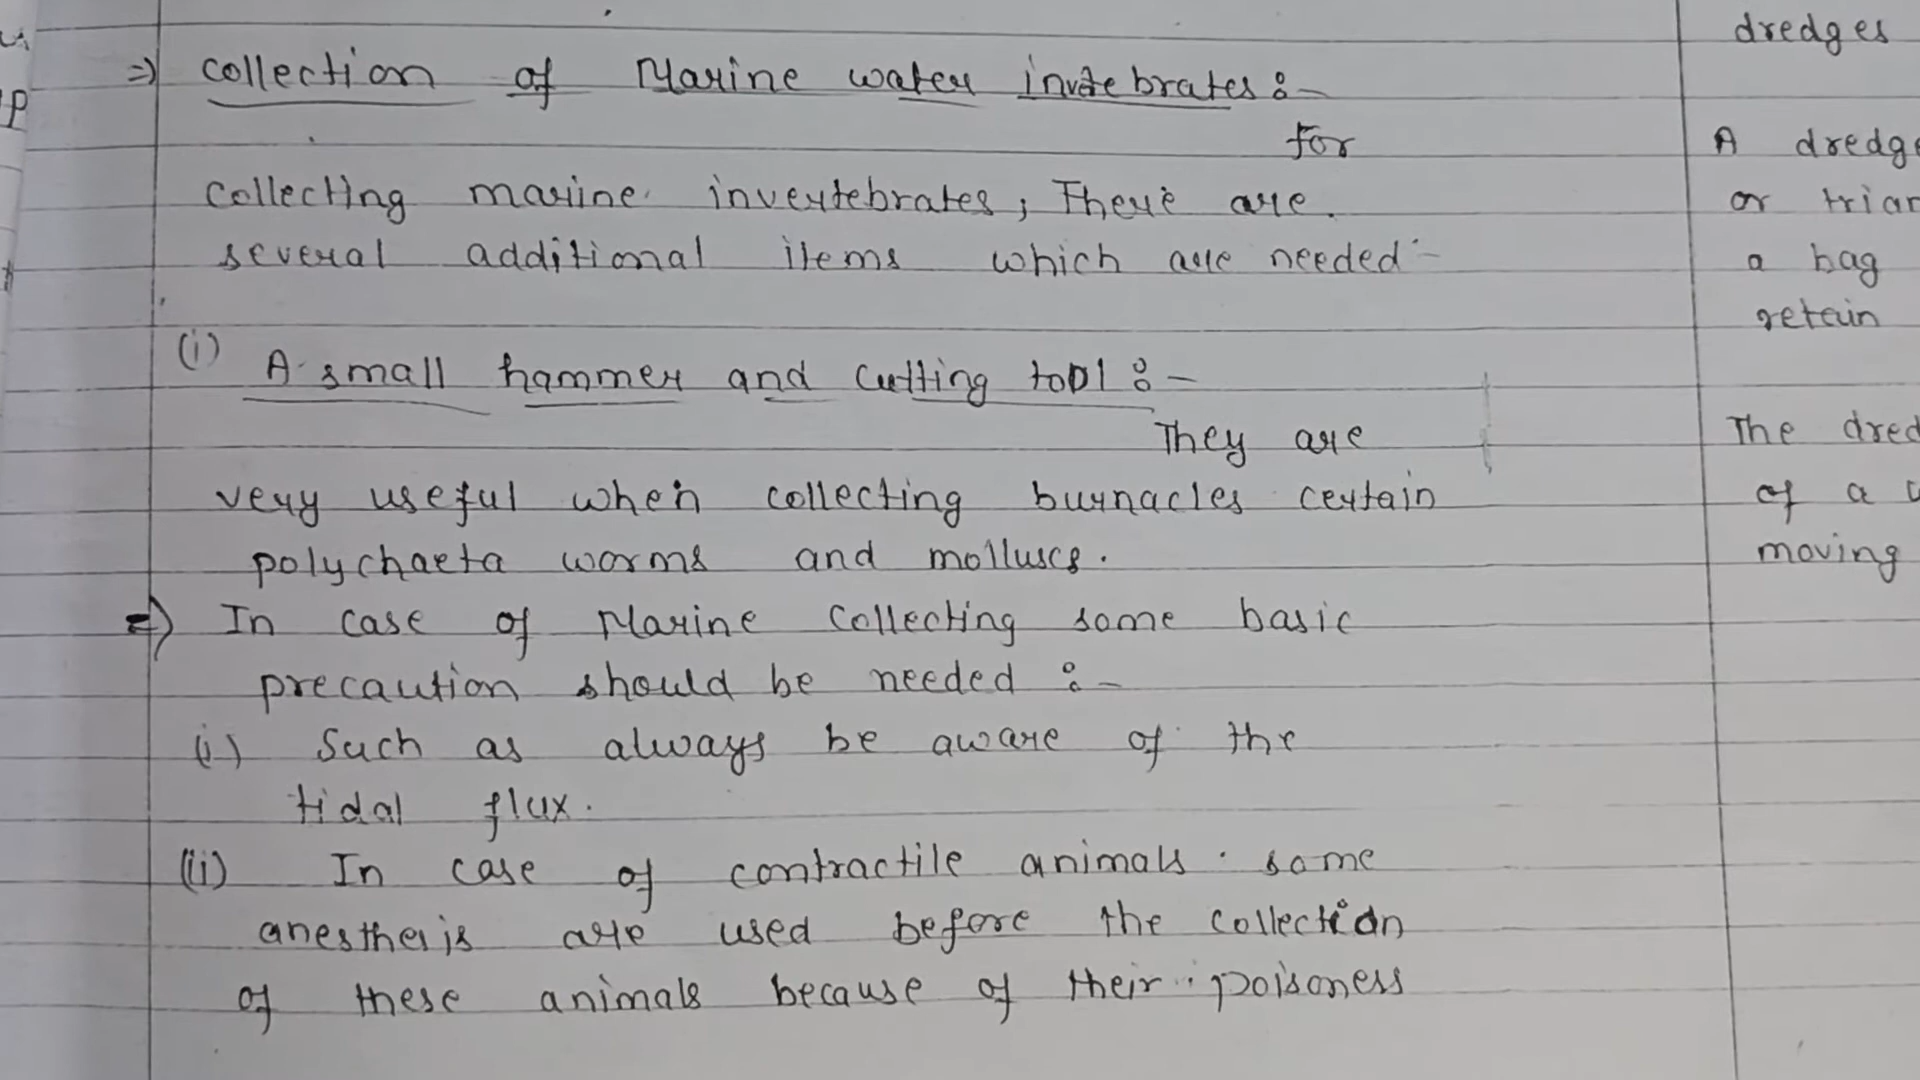 ⇒) collection of Marine water invetebrates :-
for
collecting marine invertebrates, There are.
several additional items which are needed -
(i) A small hammer and cutting tool :-
They are
very useful when collecting burnacles certain
polychaeta worms and molluscs.
⇒) In case of Marine collecting some basic
precaution should be needed :-
(i) Such as always be aware of the
tidal flux.
(ii) In case of contractile animals some
anesthesis are used before the collection
of these animals because of their poisoness
dredges
A dredge
or trian
a bag
retain
The dred
of a
moving